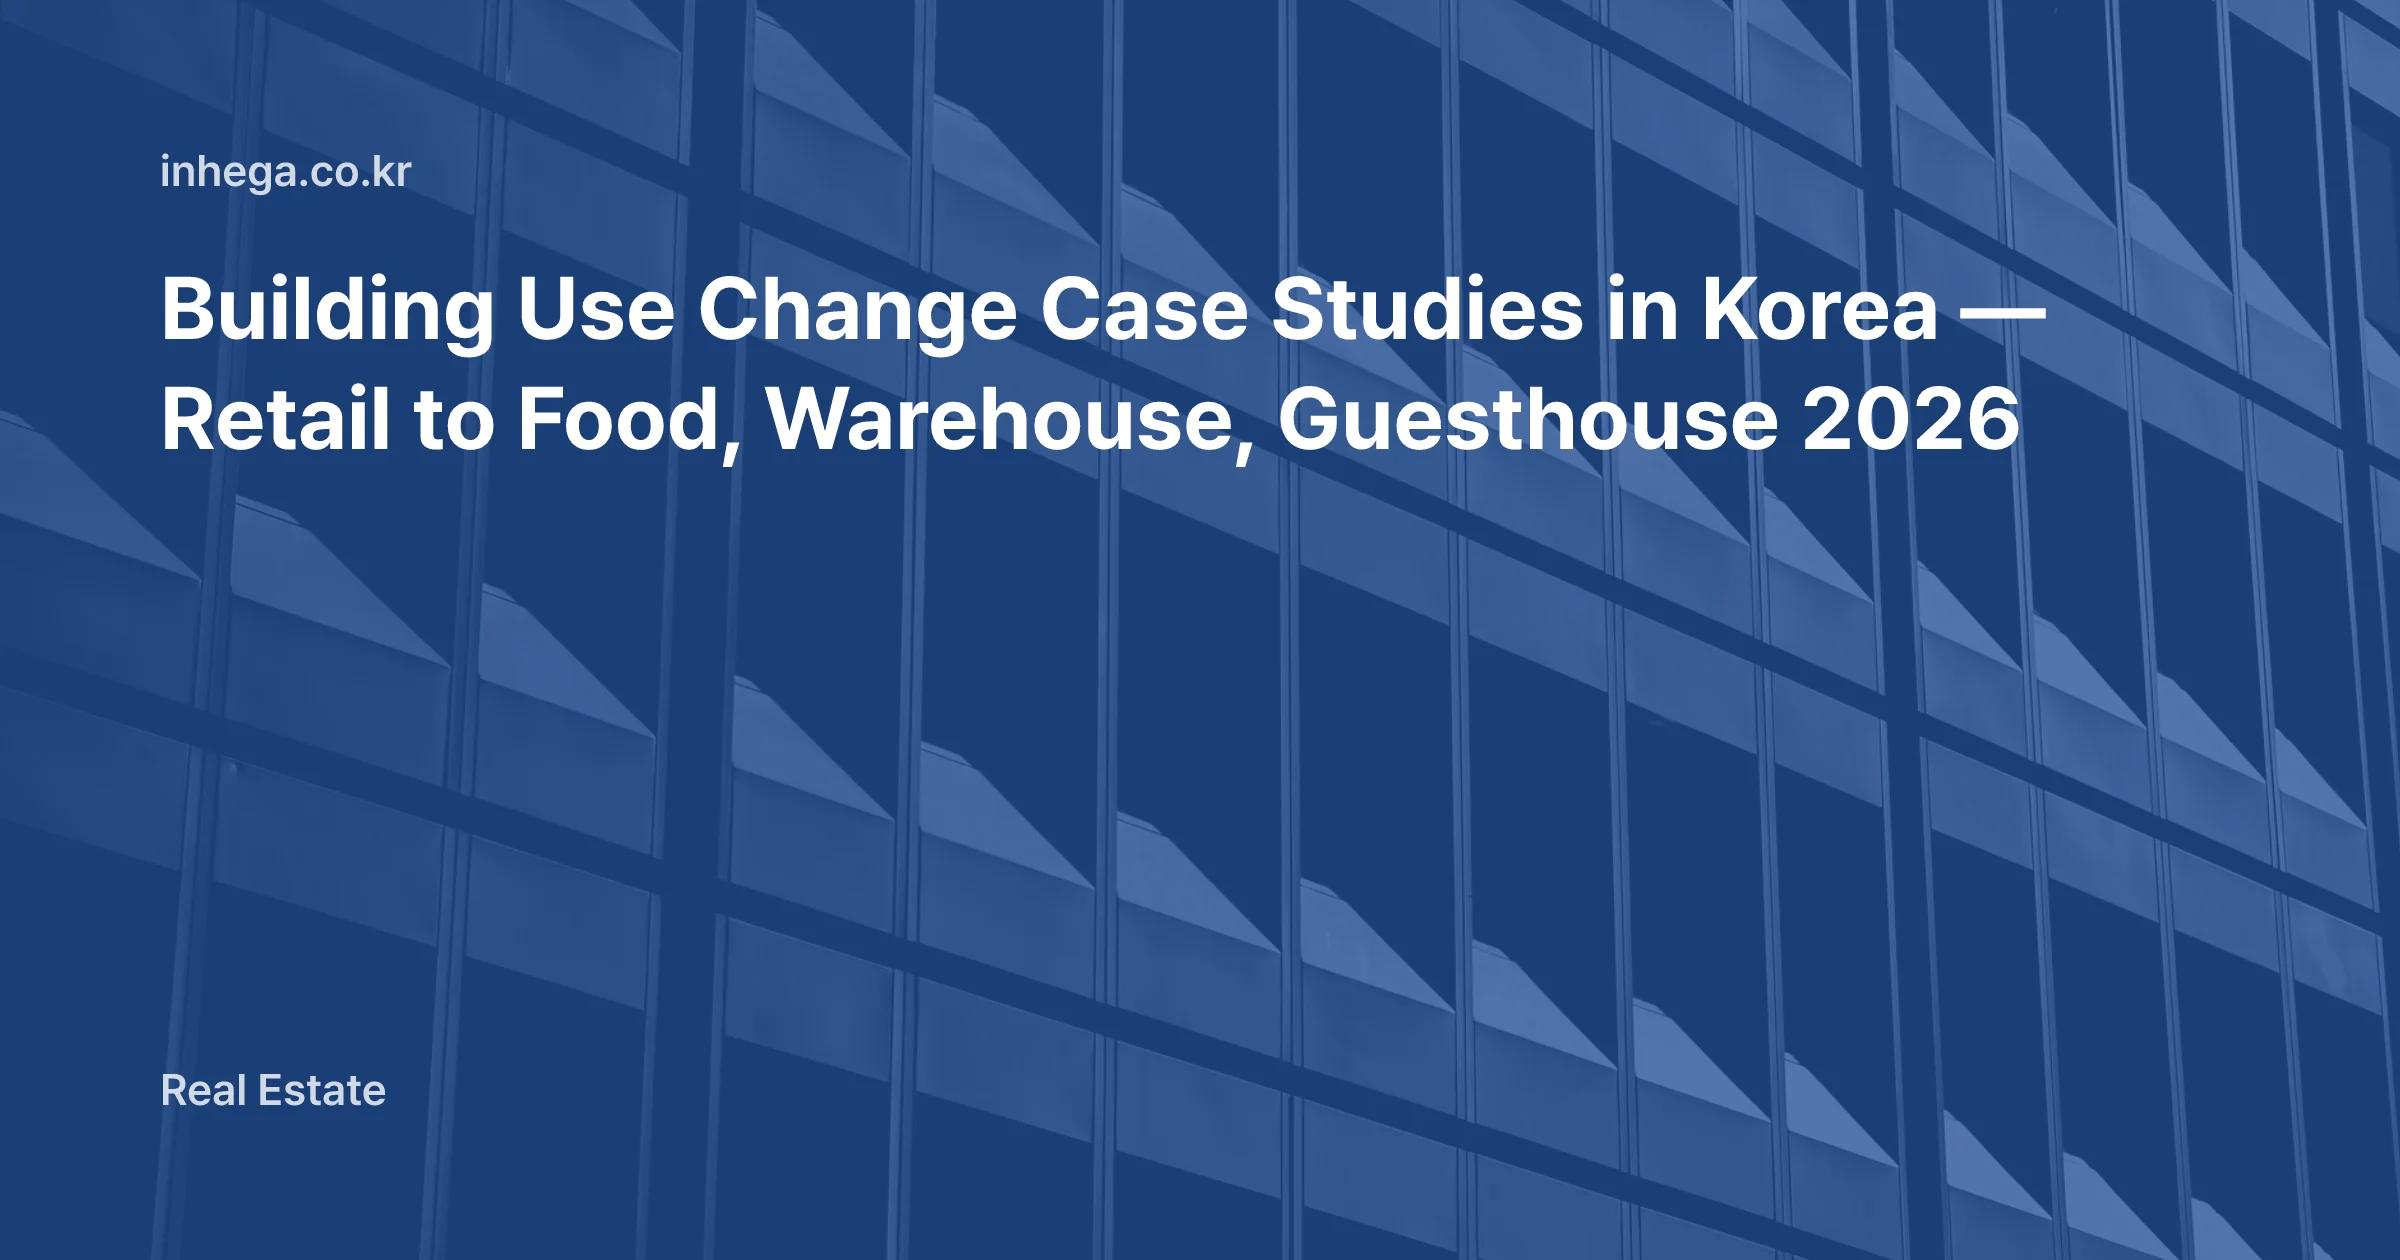 inhega.co.kr
Building Use Change Case Studies in Korea —
Retail to Food, Warehouse, Guesthouse 2026
Real Estate